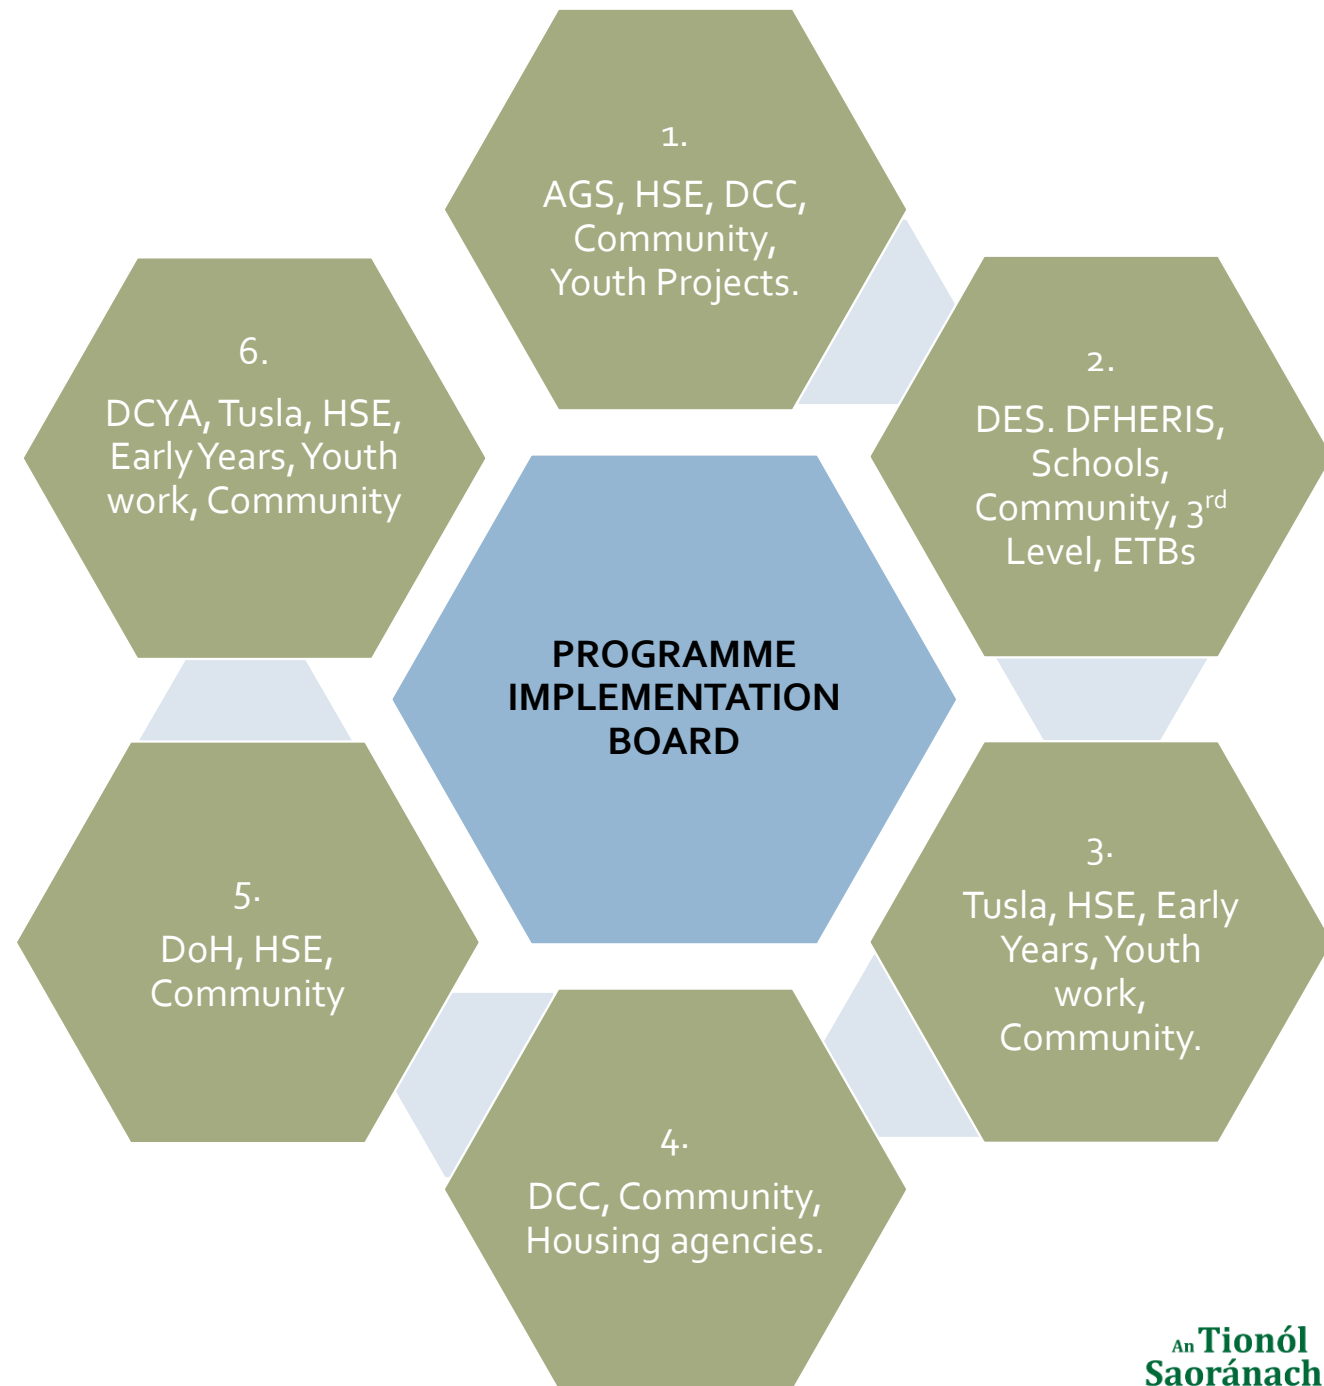 1.
AGS, HSE, DCC,
Community,
Youth Projects.
2.
DES. DFHERIS,
Schools,
Community, 3rd
Level, ETBs
3.
Tusla, HSE, Early
Years, Youth
work,
Community.
4.
DCC, Community,
Housing agencies.
5.
DoH, HSE,
Community
6.
DCYA, Tusla, HSE,
Early Years, Youth
work, Community
PROGRAMME
IMPLEMENTATION
BOARD
An Tionól
Saoránach